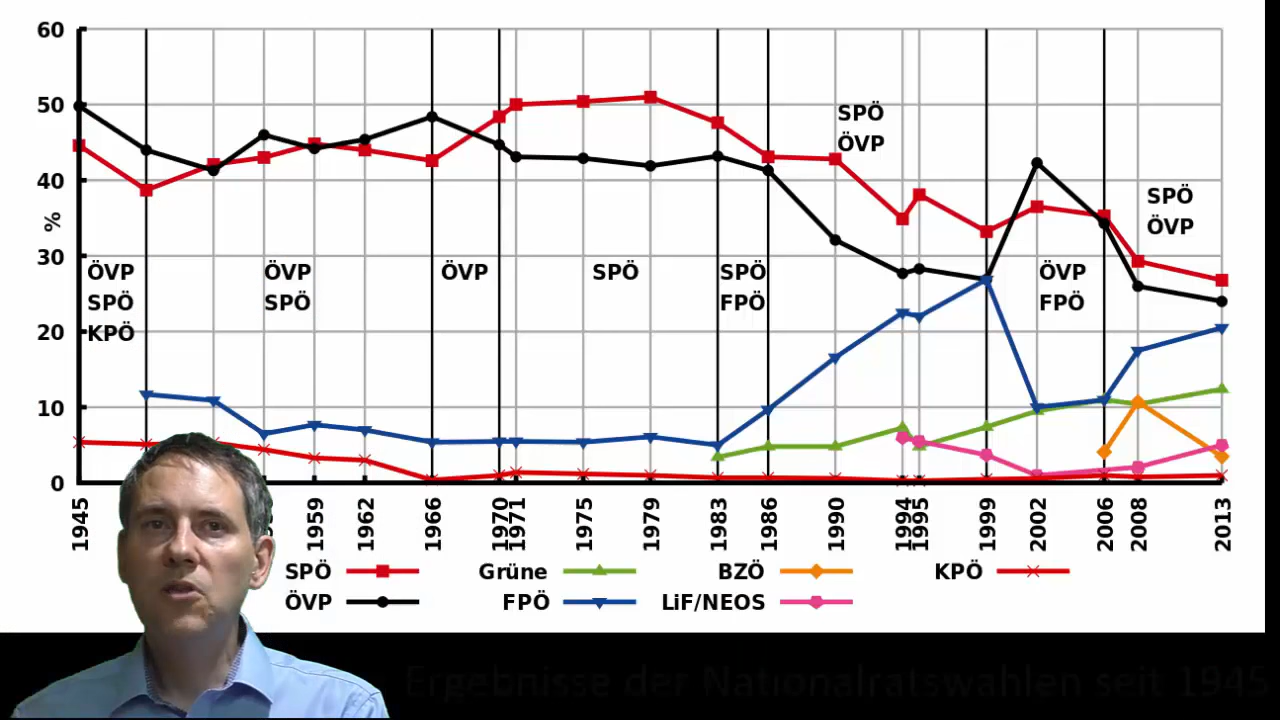 60
50
40
30
20
10
0
%
SPÖ
ÖVP
SPÖ
ÖVP
ÖVP
SPÖ
KPÖ
ÖVP
SPÖ
ÖVP
SPÖ
SPÖ
FPÖ
ÖVP
FPÖ
1945 1959 1962 1966 1970 1971 1975 1979 1983 1986 1990 1994 1995 1999 2002 2006 2008 2013
SPÖ Grüne BZÖ KPÖ
ÖVP FPÖ LiF/NEOS
Ergebnisse der Nationalratswahlen seit 1945